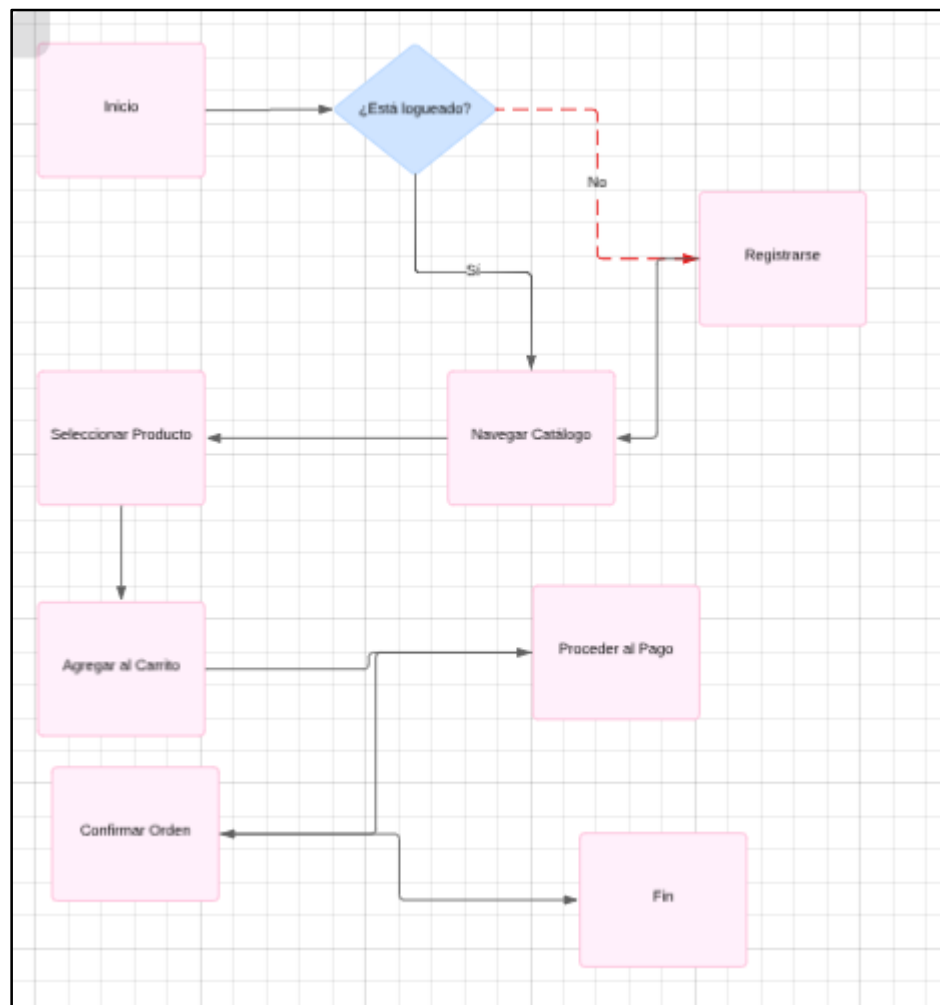 Inicio
¿Está logueado?
No
Registrarse
Sí
Seleccionar Producto
Navegar Catálogo
Agregar al Carrito
Proceder al Pago
Confirmar Orden
Fin